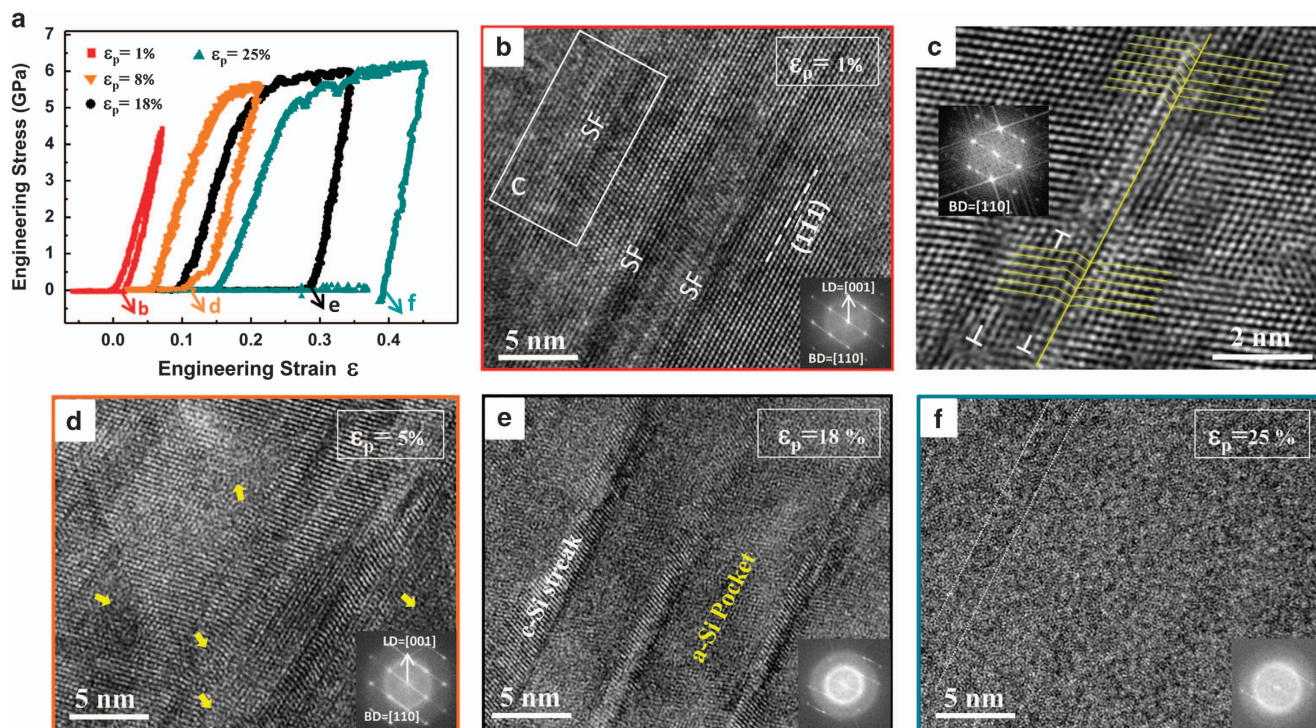 a
Engineering Stress (GPa)
7
6
5
4
3
2
1
0
εp= 1%
εp= 8%
εp= 18%
εp= 25%
b
d
e
f
0.0
0.1
0.2
0.3
0.4
Engineering Strain ε
b
εp= 1%
SF
C
SF
SF
(1̄11̄)
LD=[001]
BD=[110]
5 nm
c
BD=[110]
⊥
⊥
⊥
2 nm
d
εp= 5%
LD=[001]
BD=[110]
5 nm
e
εp=18 %
c-Si streak
a-Si Pocket
5 nm
f
εp=25 %
5 nm